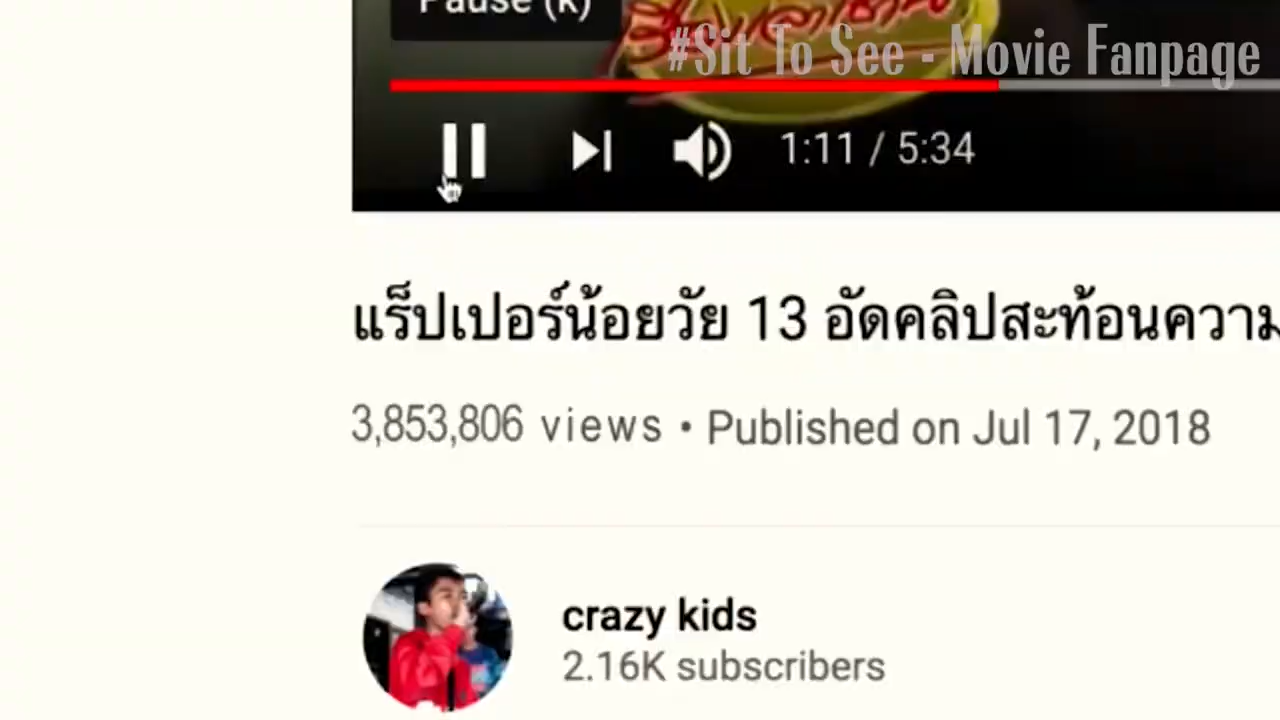 Pause (k)
#Sit To See - Movie Fanpage
1:11 / 5:34
แร็ปเปอร์น้อยวัย 13 อัดคลิปสะท้อนความ
3,853,806 views • Published on Jul 17, 2018
crazy kids
2.16K subscribers